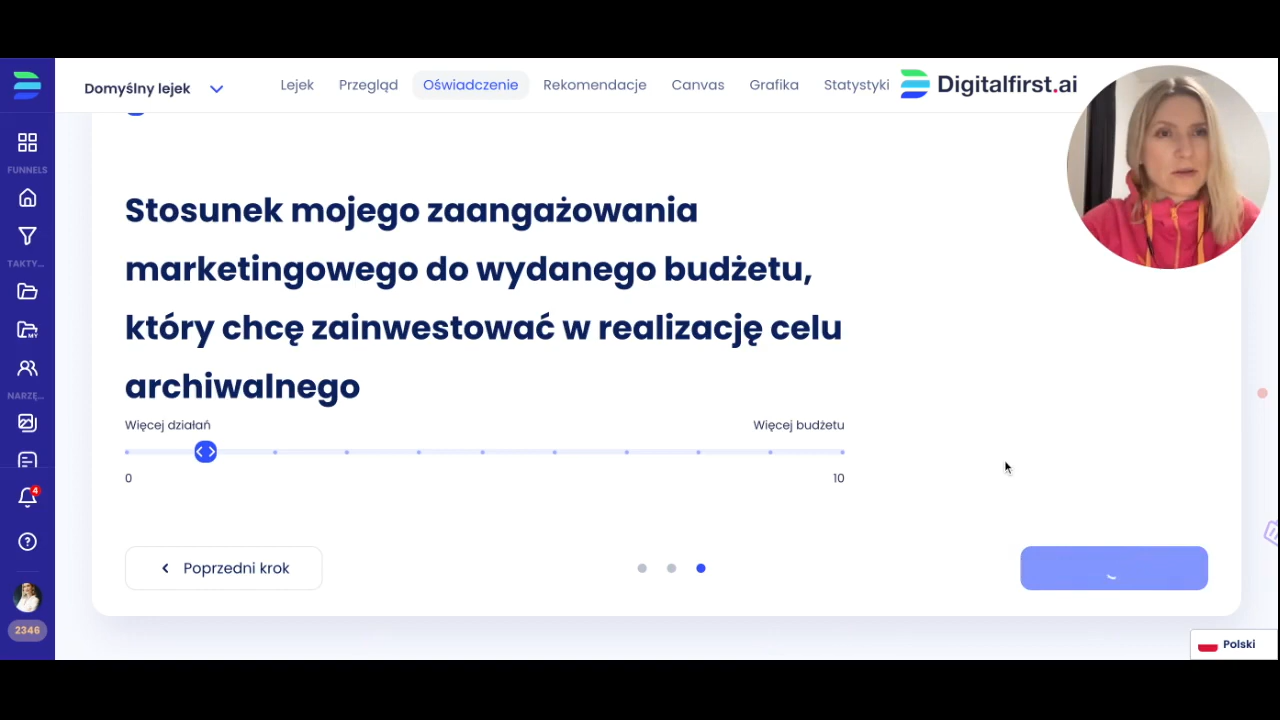 Domyślny lejek
Lejek
Przegląd
Oświadczenie
Rekomendacje
Canvas
Grafika
Statystyki
Digitalfirst.ai
FUNNELS
TAKTY...
MY
NARZĘ...
4
2346
Stosunek mojego zaangażowania
marketingowego do wydanego budżetu,
który chcę zainwestować w realizację celu
archiwalnego
Więcej działań
Więcej budżetu
0
10
Poprzedni krok
Polski